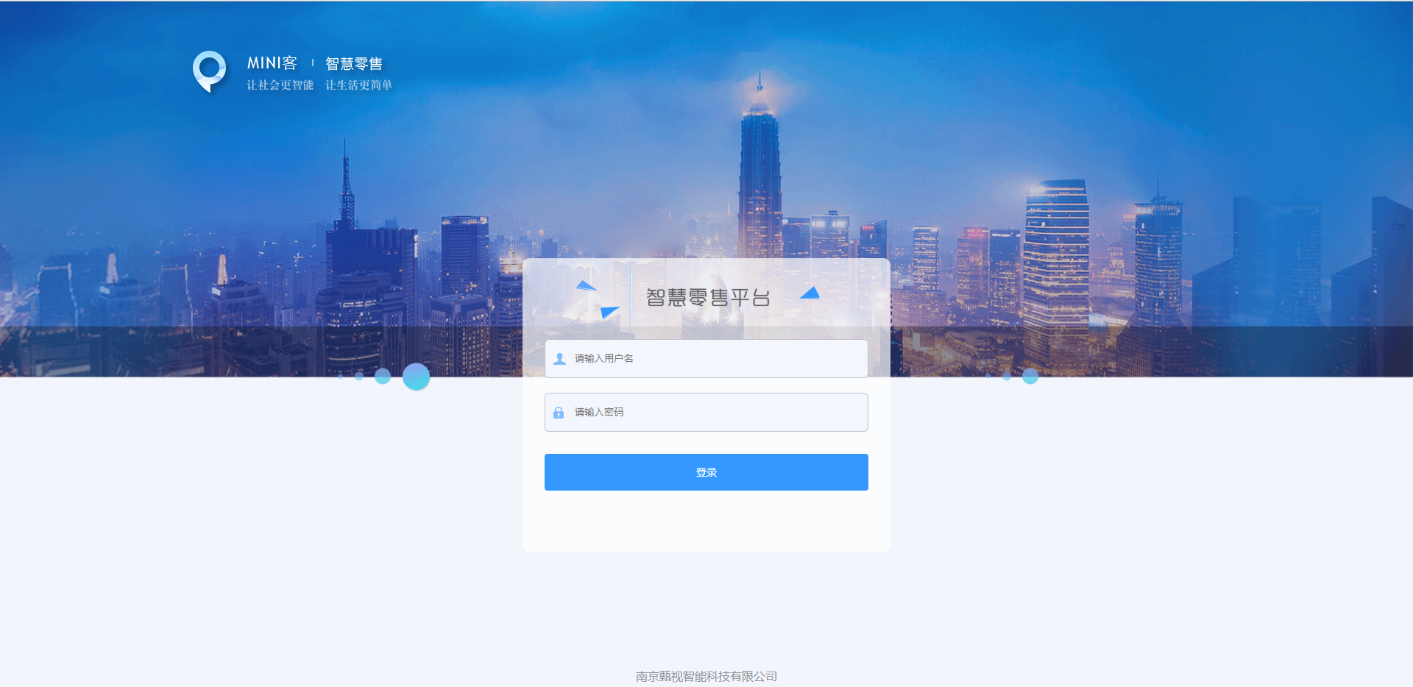 MINI客 | 智慧零售
让社会更智能 让生活更简单
智慧零售平台
请输入用户名
请输入密码
登录
南京甄视智能科技有限公司